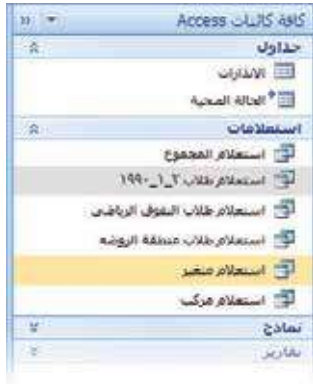 كافة كائنات Access
جداول
الانذارات
الحالة الصحية
استعلامات
استعلام المجموع
استعلام طلاب ٢_١_١٩٩٠
استعلام طلاب التفوق الرياضي
استعلام طلاب منطقة الروضه
استعلام متغير
استعلام مركب
نماذج
تقارير